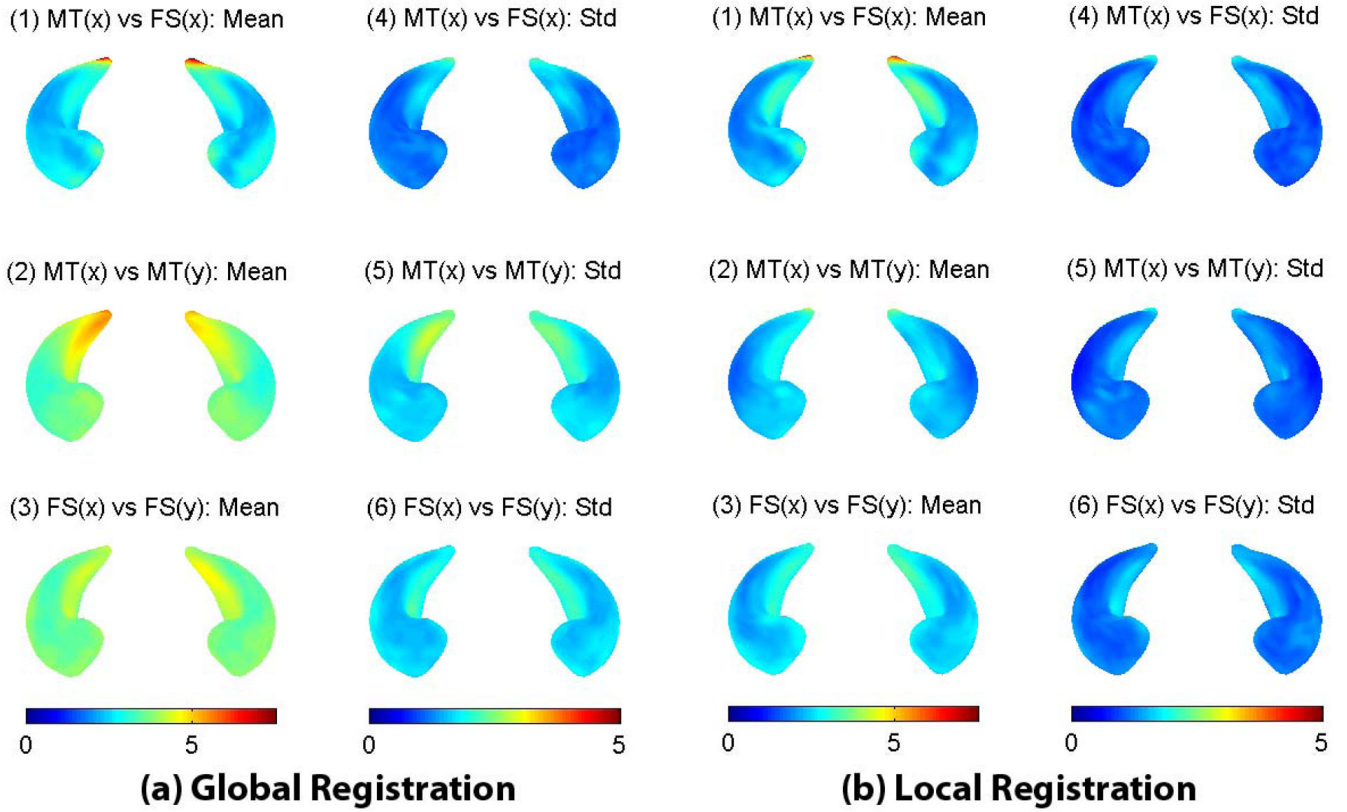 (1) MT(x) vs FS(x): Mean
(4) MT(x) vs FS(x): Std
(1) MT(x) vs FS(x): Mean
(4) MT(x) vs FS(x): Std
(2) MT(x) vs MT(y): Mean
(5) MT(x) vs MT(y): Std
(2) MT(x) vs MT(y): Mean
(5) MT(x) vs MT(y): Std
(3) FS(x) vs FS(y): Mean
(6) FS(x) vs FS(y): Std
(3) FS(x) vs FS(y): Mean
(6) FS(x) vs FS(y): Std
0 5
0 5
0 5
0 5
(a) Global Registration
(b) Local Registration